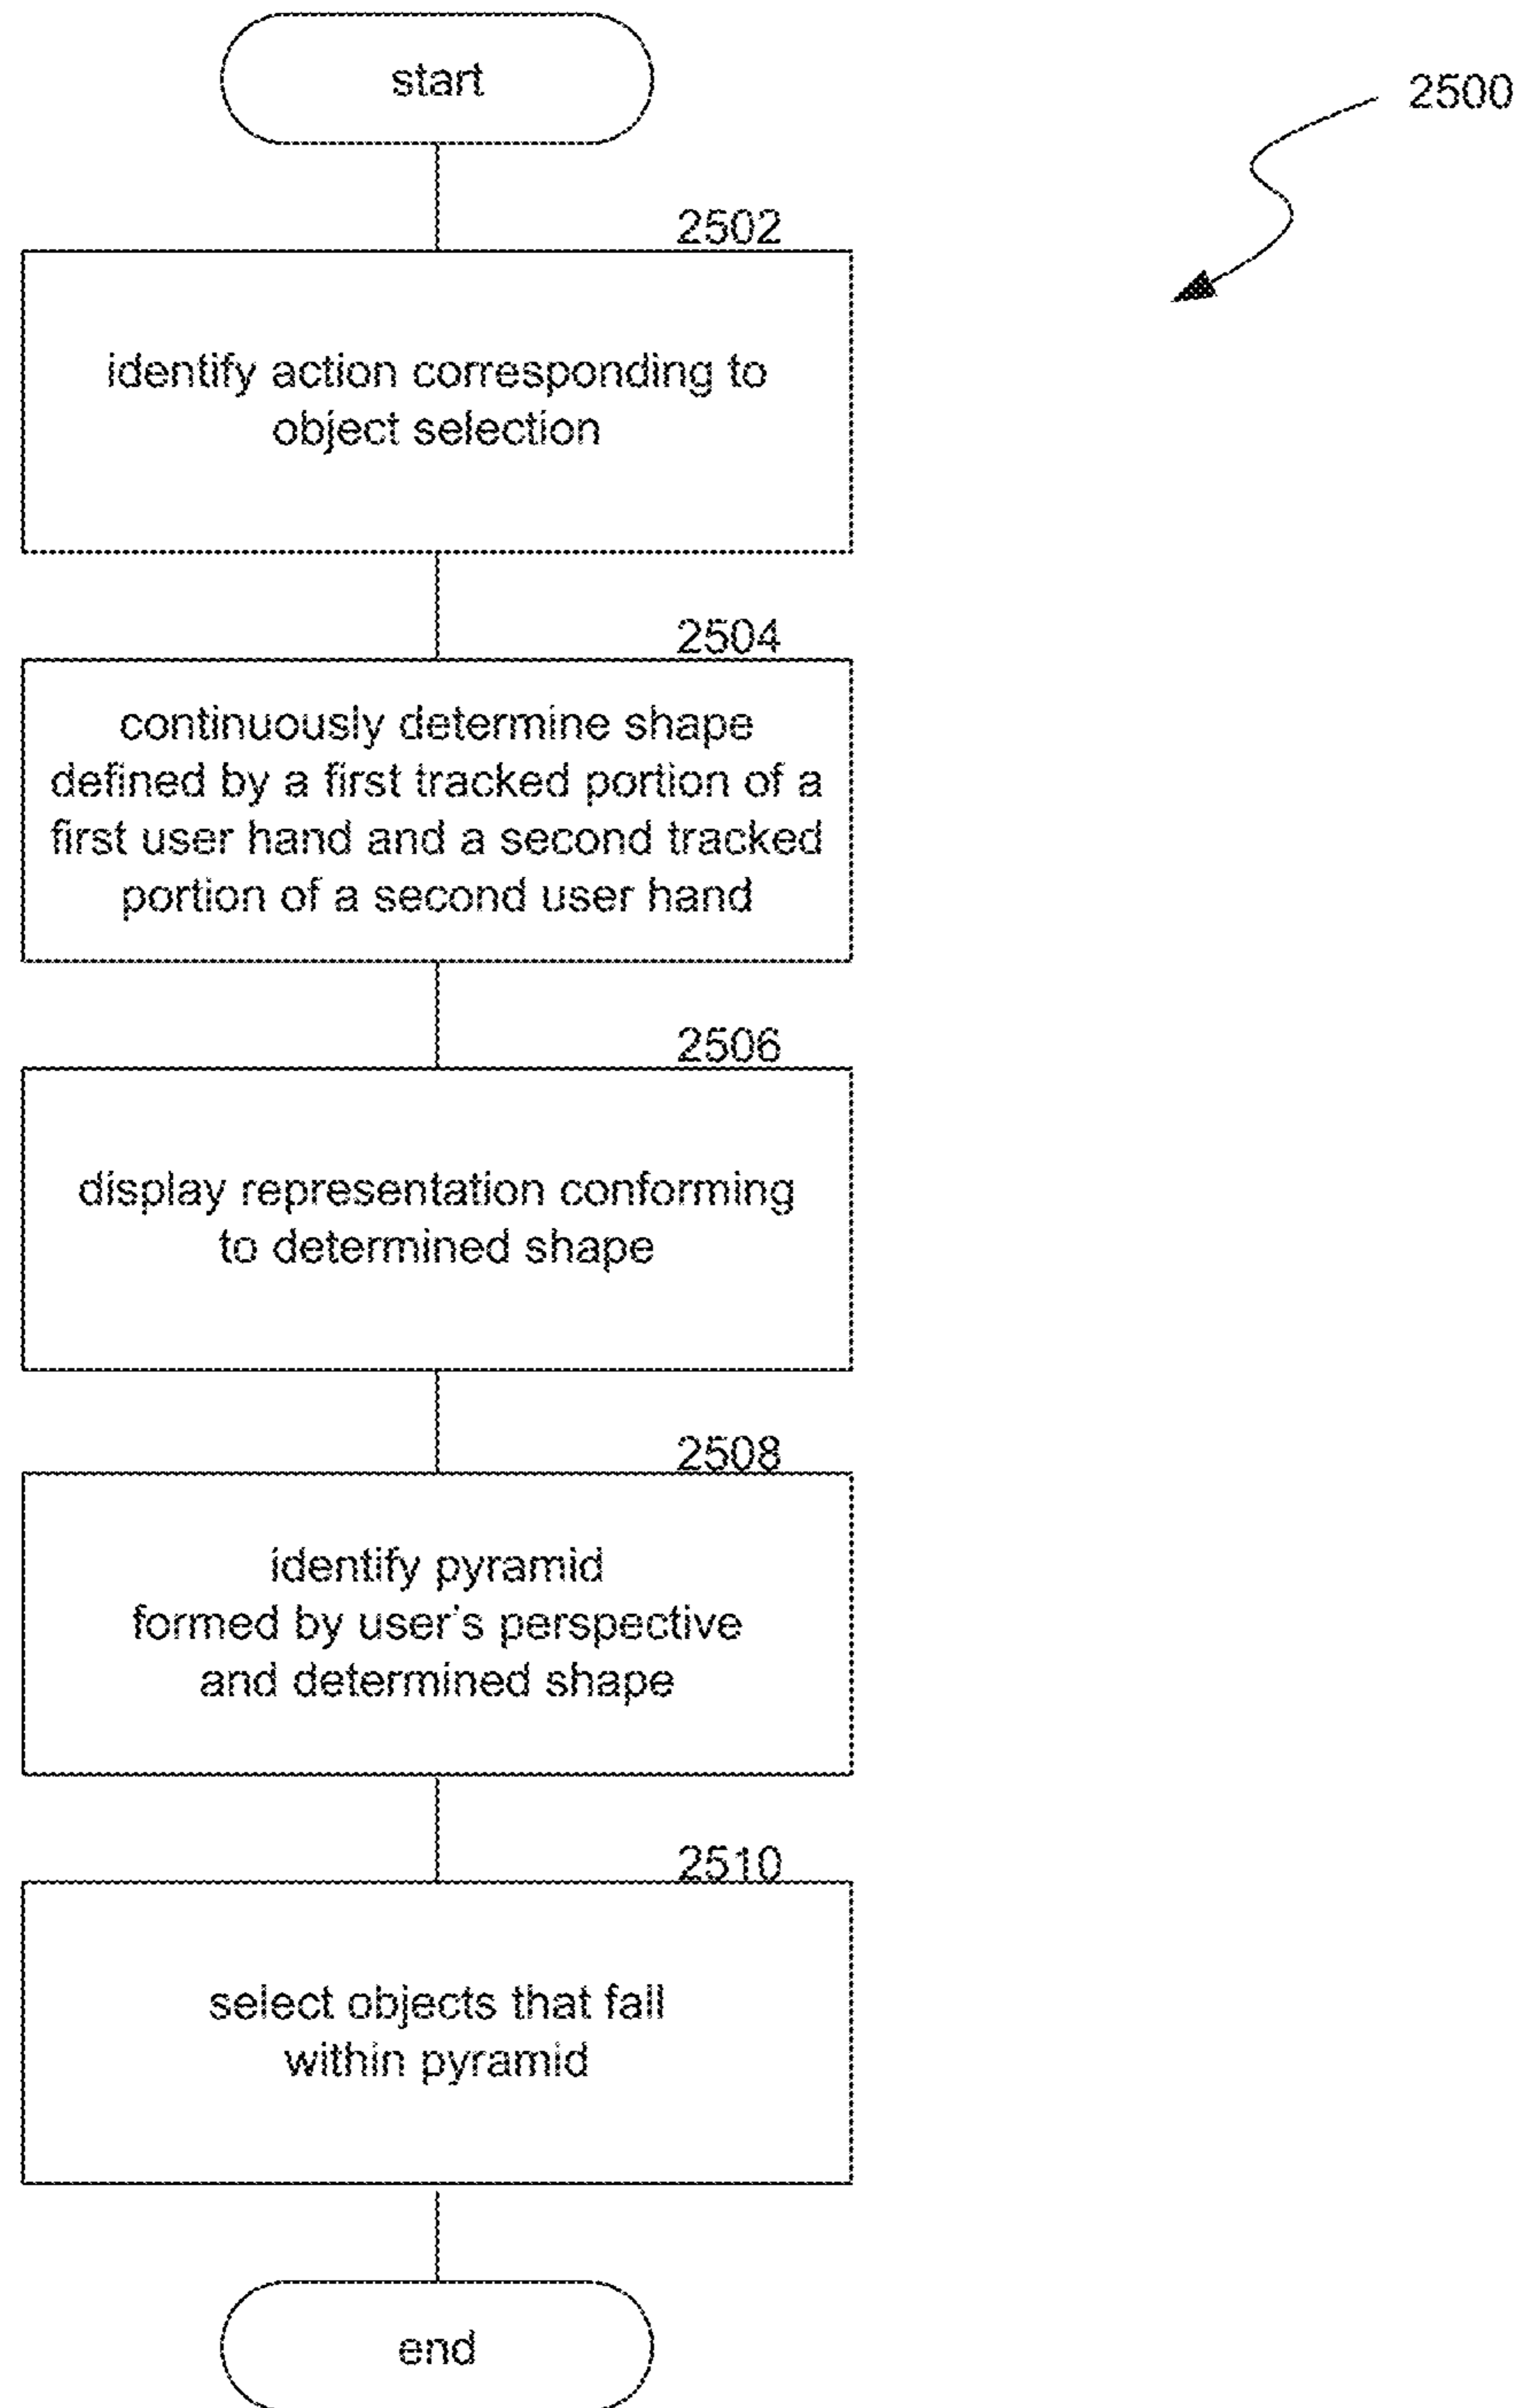 start
2500
2502
identify action corresponding to
object selection
2504
continuously determine shape
defined by a first tracked portion of a
first user hand and a second tracked
portion of a second user hand
2506
display representation conforming
to determined shape
2508
identify pyramid
formed by user's perspective
and determined shape
2510
select objects that fall
within pyramid
end